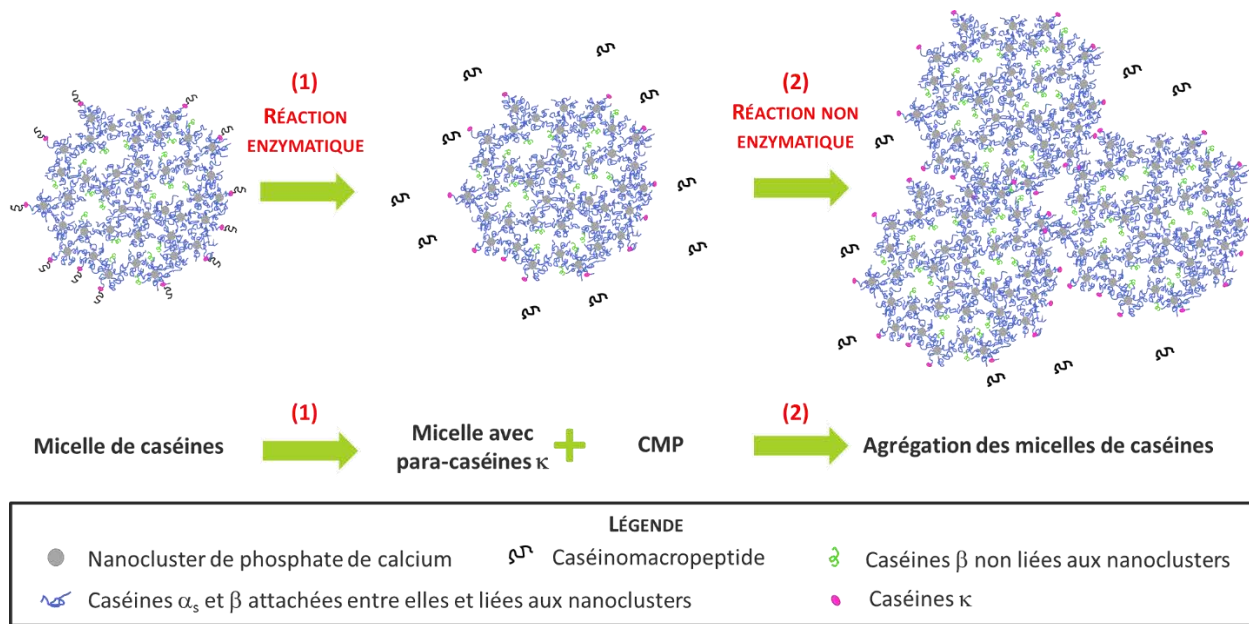 (1)
RÉACTION
ENZYMATIQUE
(2)
RÉACTION NON
ENZYMATIQUE
Micelle de caséines
(1)
Micelle avec
para-caséines κ
CMP
(2)
Agrégation des micelles de caséines
LÉGENDE
Nanocluster de phosphate de calcium
Caséinomacropeptide
Caséines β non liées aux nanoclusters
Caséines αs et β attachées entre elles et liées aux nanoclusters
Caséines κ